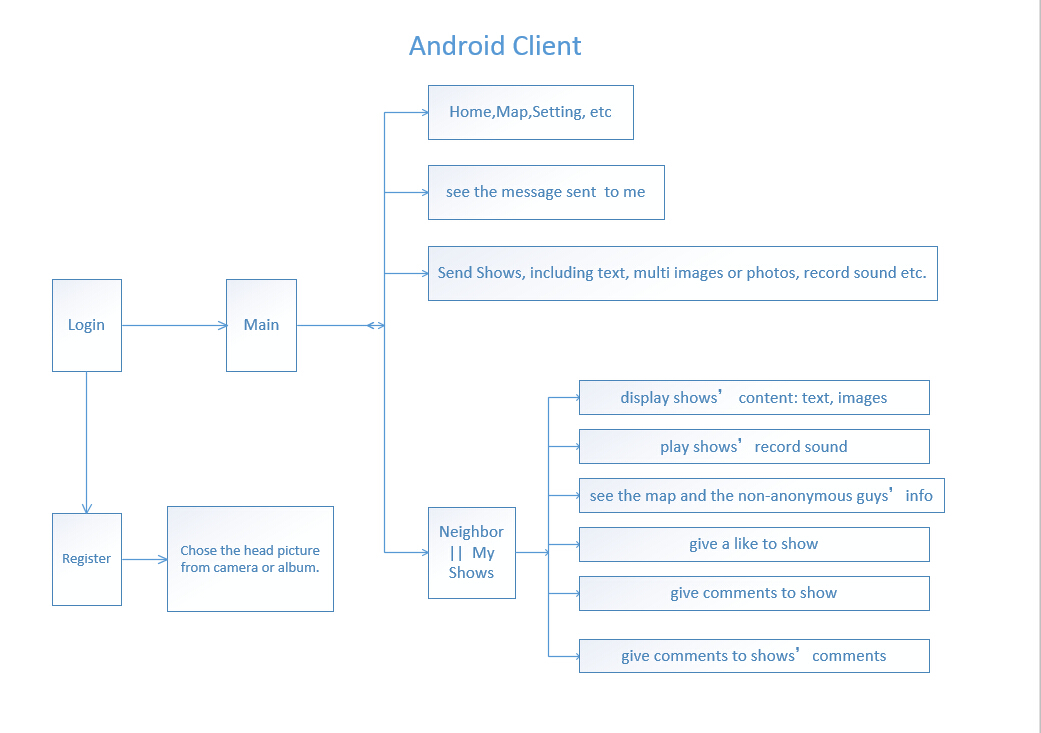 Android Client
Home,Map,Setting, etc
see the message sent  to me
Send Shows, including text, multi images or photos, record sound etc.
Login
Main
display shows’ content: text, images
play shows’ record sound
see the map and the non-anonymous guys’ info
Neighbor
|| My
Shows
give a like to show
give comments to show
give comments to shows’ comments
Register
Chose the head picture
from camera or album.